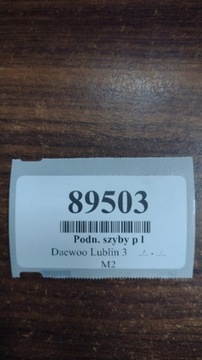 89503
Podn. szyby p l
Daewoo Lublin 3
M2